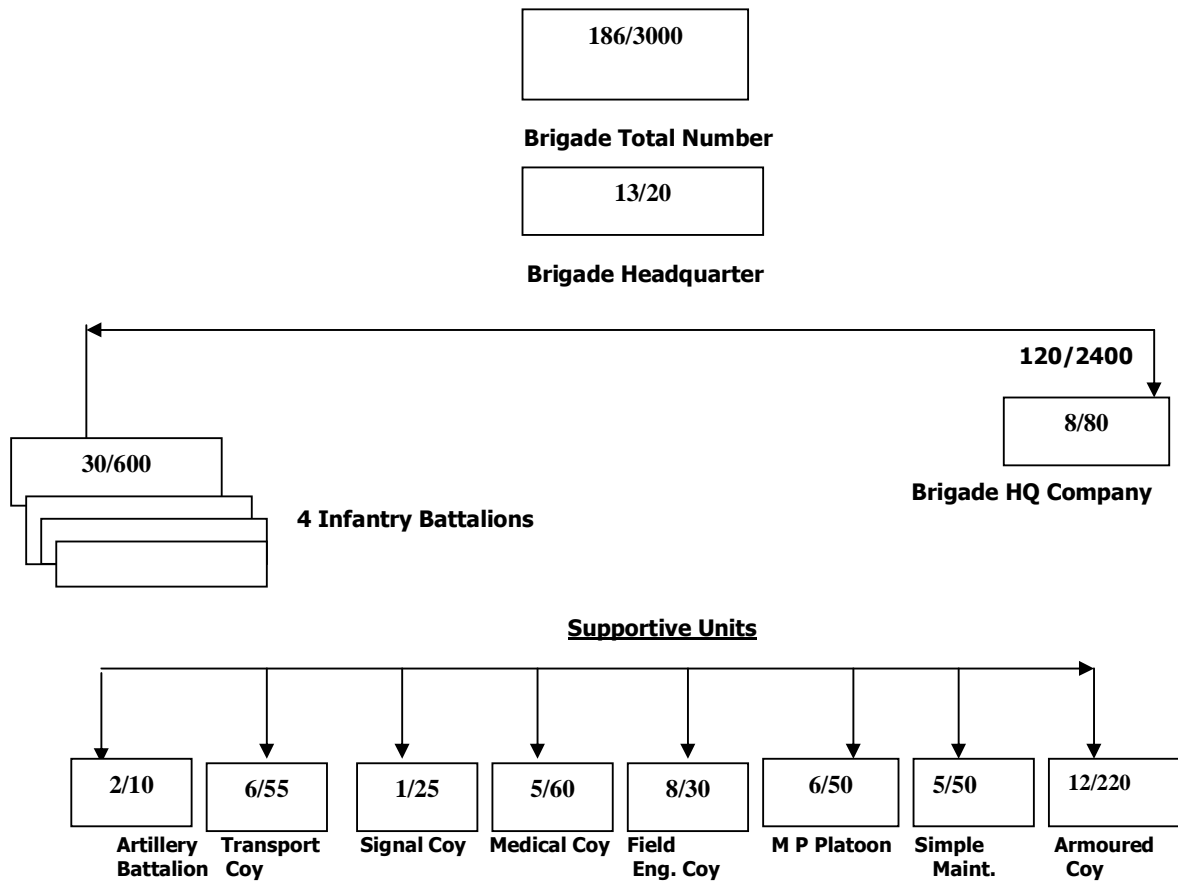 186/3000
Brigade Total Number
13/20
Brigade Headquarter
120/2400
8/80
Brigade HQ Company
30/600
4 Infantry Battalions
Supportive Units
2/10
Artillery
Battalion
6/55
Transport
Coy
1/25
Signal Coy
5/60
Medical Coy
8/30
Field
Eng. Coy
6/50
M P Platoon
5/50
Simple
Maint.
12/220
Armoured
Coy